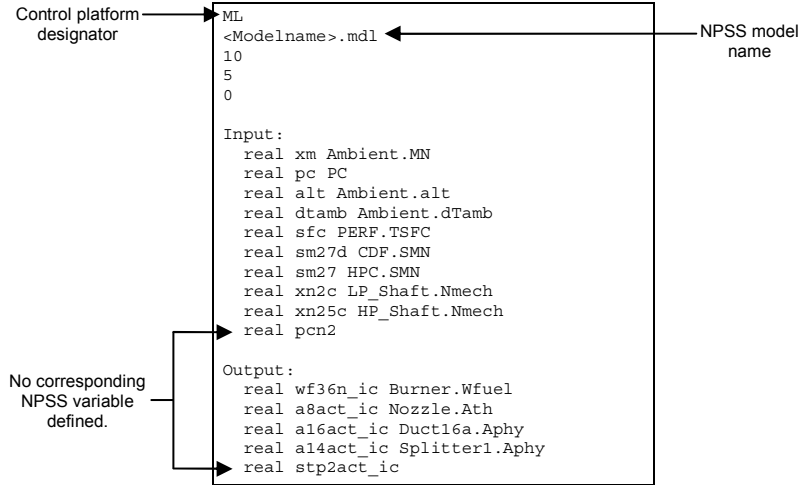 Control platform
designator
ML
<Modelname>.mdl
NPSS model
name
10
5
0
Input:
real xm Ambient.MN
real pc PC
real alt Ambient.alt
real dtamb Ambient.dTamb
real sfc PERF.TSFC
real sm27d CDF.SMN
real sm27 HPC.SMN
real xn2c LP_Shaft.Nmech
real xn25c HP_Shaft.Nmech
real pcn2
Output:
real wf36n_ic Burner.Wfuel
real a8act_ic Nozzle.Ath
real a16act_ic Duct16a.Aphy
real a14act_ic Splitter1.Aphy
real stp2act_ic
No corresponding
NPSS variable
defined.